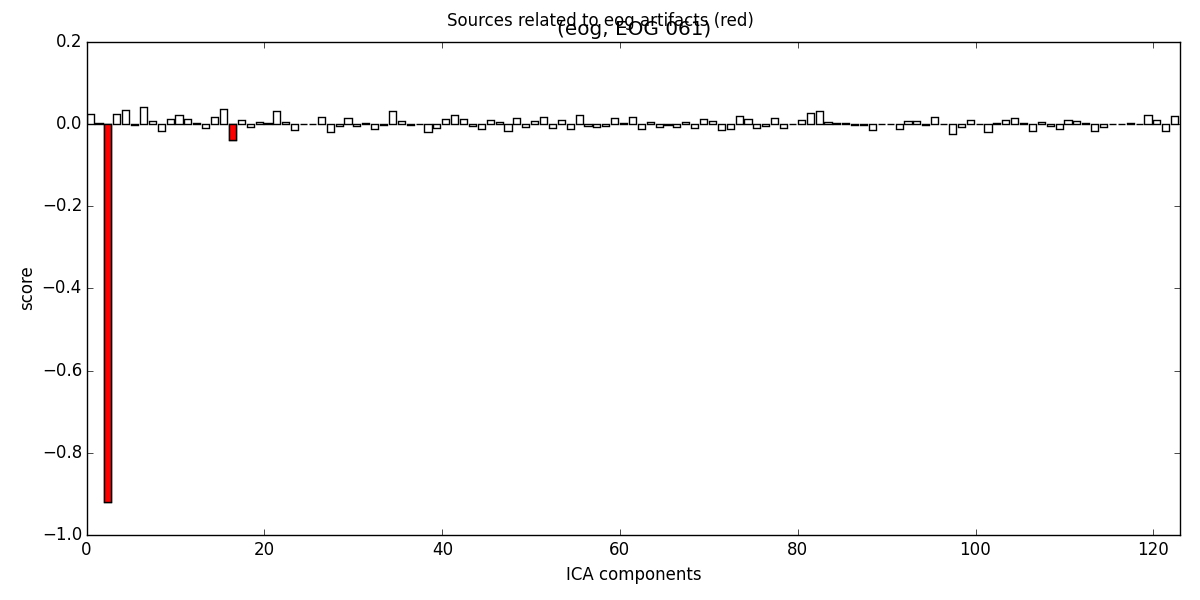 Sources related to eog artifacts (red)
(eog, EOG 061)
0.2
0.0
−0.2
−0.4
−0.6
−0.8
−1.0
score
0 20 40 60 80 100 120
ICA components